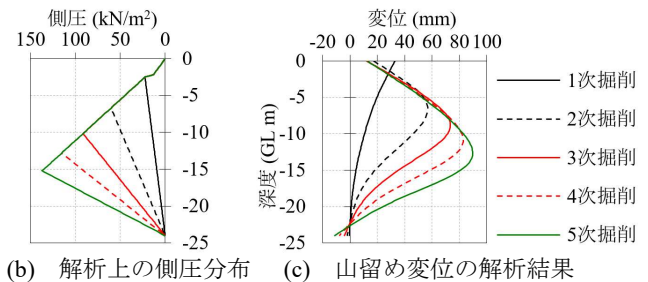 側圧 (kN/m²)
150 100 50 0
0
-5
-10
-15
-20
-25
(b) 解析上の側圧分布
変位 (mm)
-20 0 20 40 60 80 100
0
-5
-10
-15
-20
-25
深度 (GL m)
(c) 山留め変位の解析結果
1次掘削
2次掘削
3次掘削
4次掘削
5次掘削